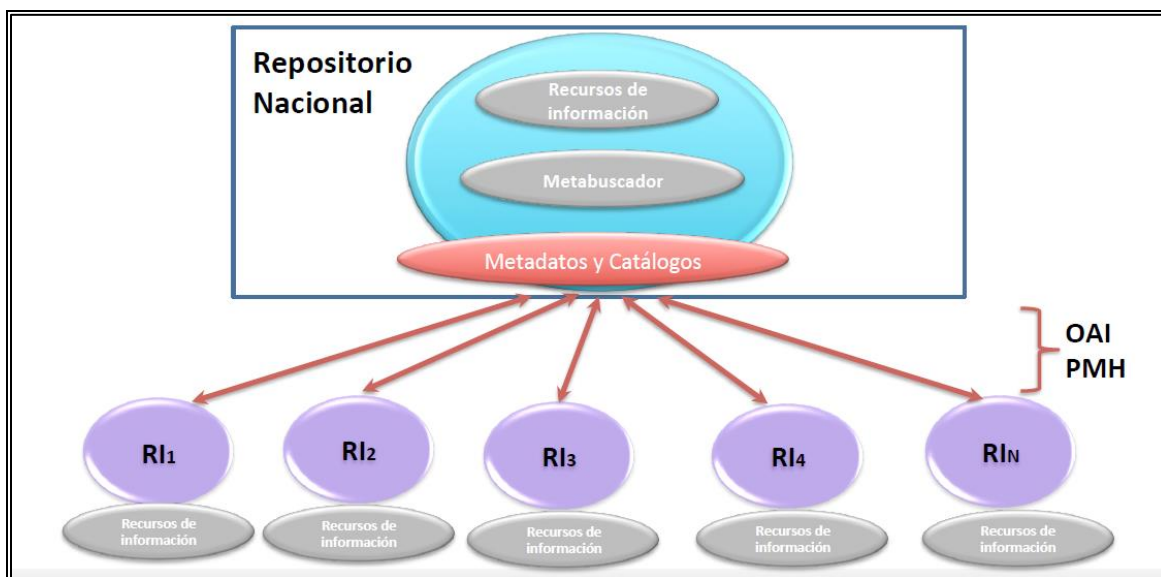 Repositorio
Nacional
Recursos de
información
Metabuscador
Metadatos y Catálogos
OAI
PMH
RI1
RI2
RI3
RI4
RIN
Recursos de
información
Recursos de
información
Recursos de
información
Recursos de
información
Recursos de
información